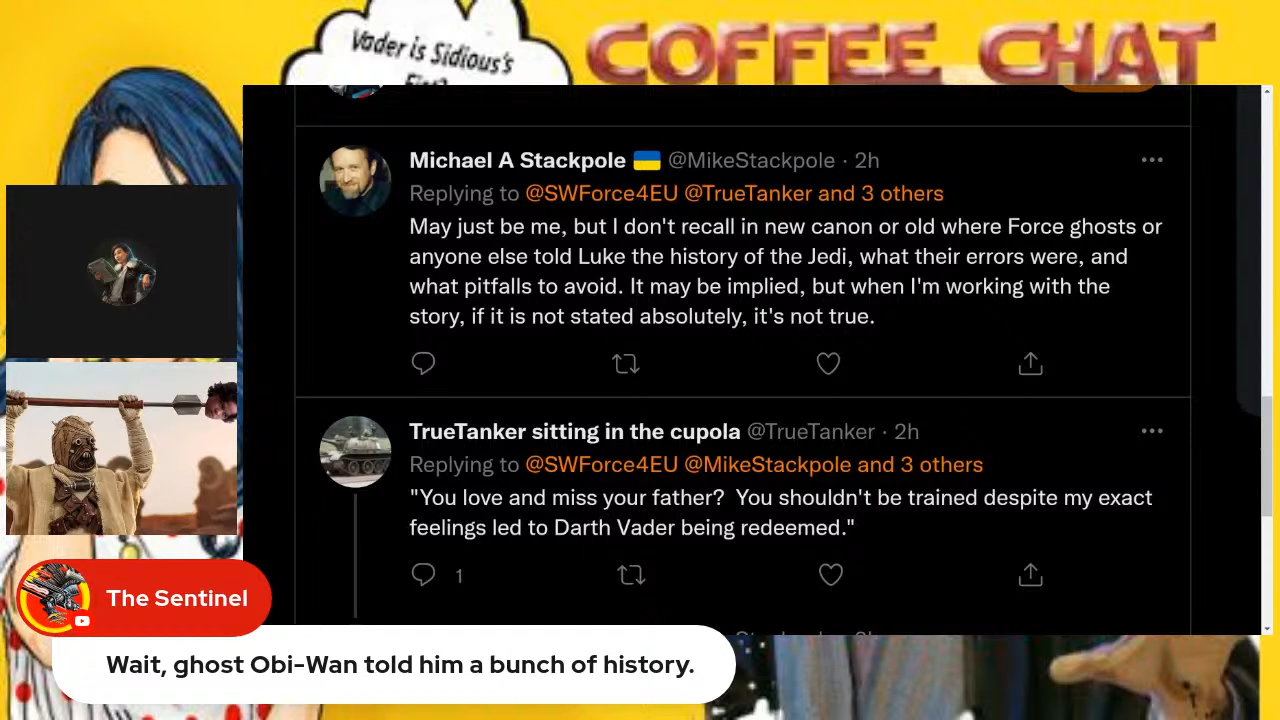 Vader is Sidious's
COFFEE CHAT
Michael A Stackpole 🇺🇦 @MikeStackpole · 2h
Replying to @SWForce4EU @TrueTanker and 3 others
May just be me, but I don't recall in new canon or old where Force ghosts or
anyone else told Luke the history of the Jedi, what their errors were, and
what pitfalls to avoid. It may be implied, but when I'm working with the
story, if it is not stated absolutely, it's not true.
TrueTanker sitting in the cupola @TrueTanker · 2h
Replying to @SWForce4EU @MikeStackpole and 3 others
"You love and miss your father? You shouldn't be trained despite my exact
feelings led to Darth Vader being redeemed."
1
The Sentinel
Wait, ghost Obi-Wan told him a bunch of history.